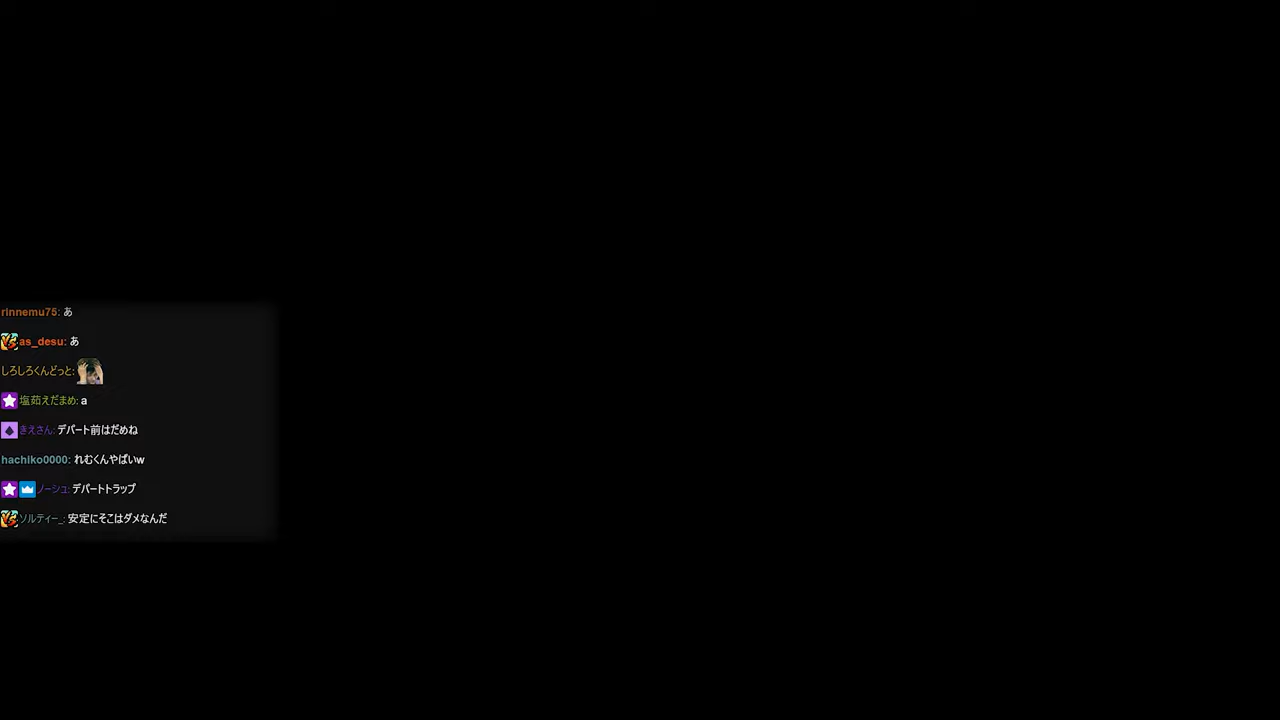 rinnemu75: あ
as_desu: あ
しろしろくんどっと:
塩茹えだまめ: a
きえさん: デパート前はだめね
hachiko0000: れむくんやばいw
ノーシュ: デパートトラップ
ソルティー_: 安定にそこはダメなんだ